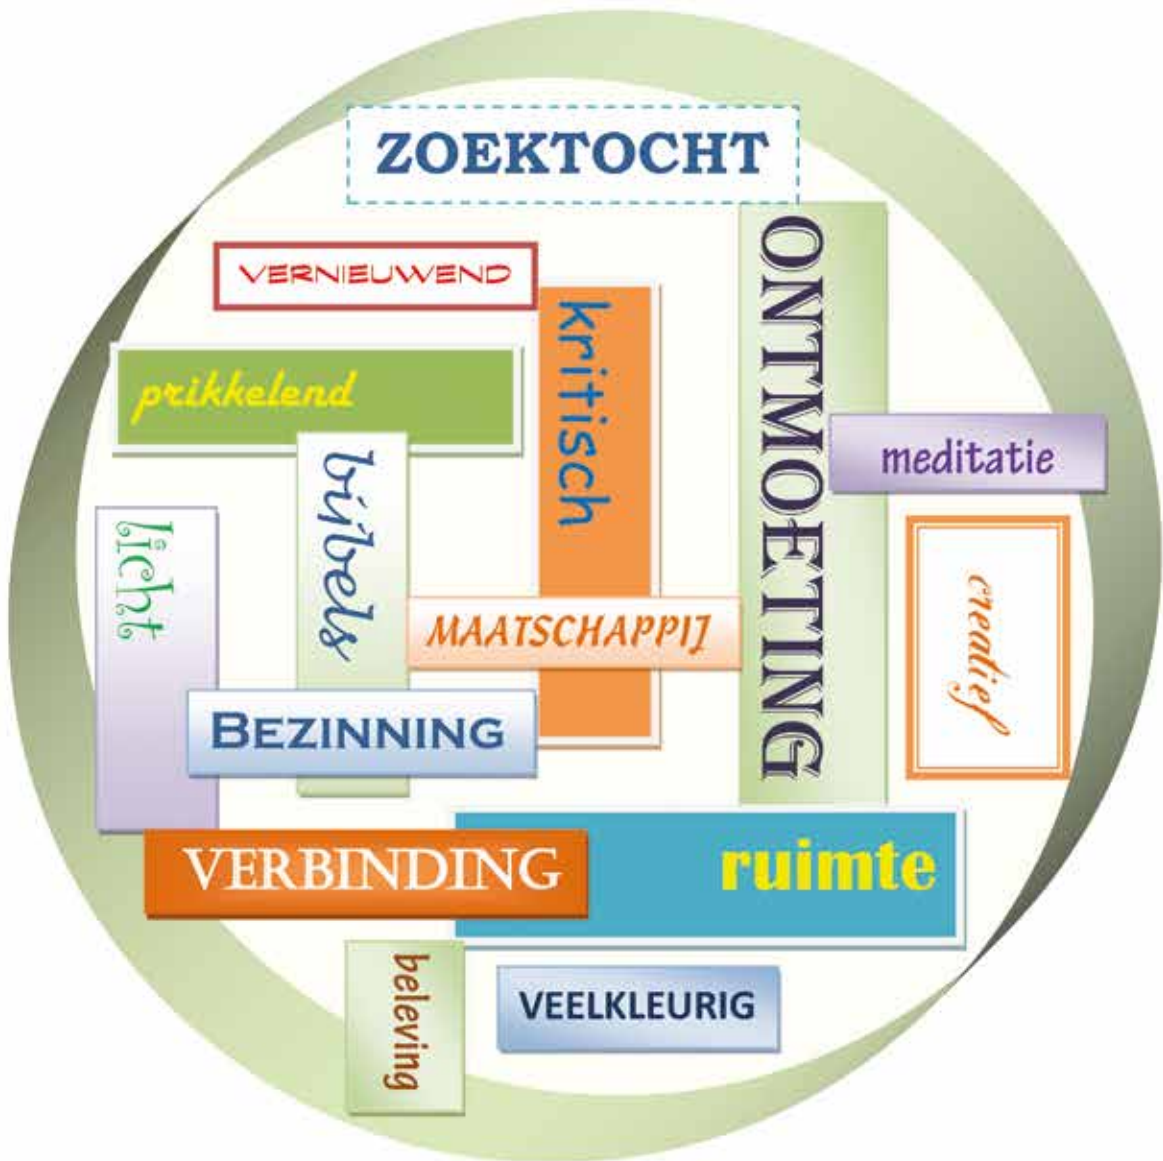 ZOEKTOCHT
ONTMOETING
VERNIEUWEND
kritisch
prikkelend
meditatie
bijbels
licht
creatief
MAATSCHAPPIJ
BEZINNING
VERBINDING
ruimte
beleving
VEELKLEURIG